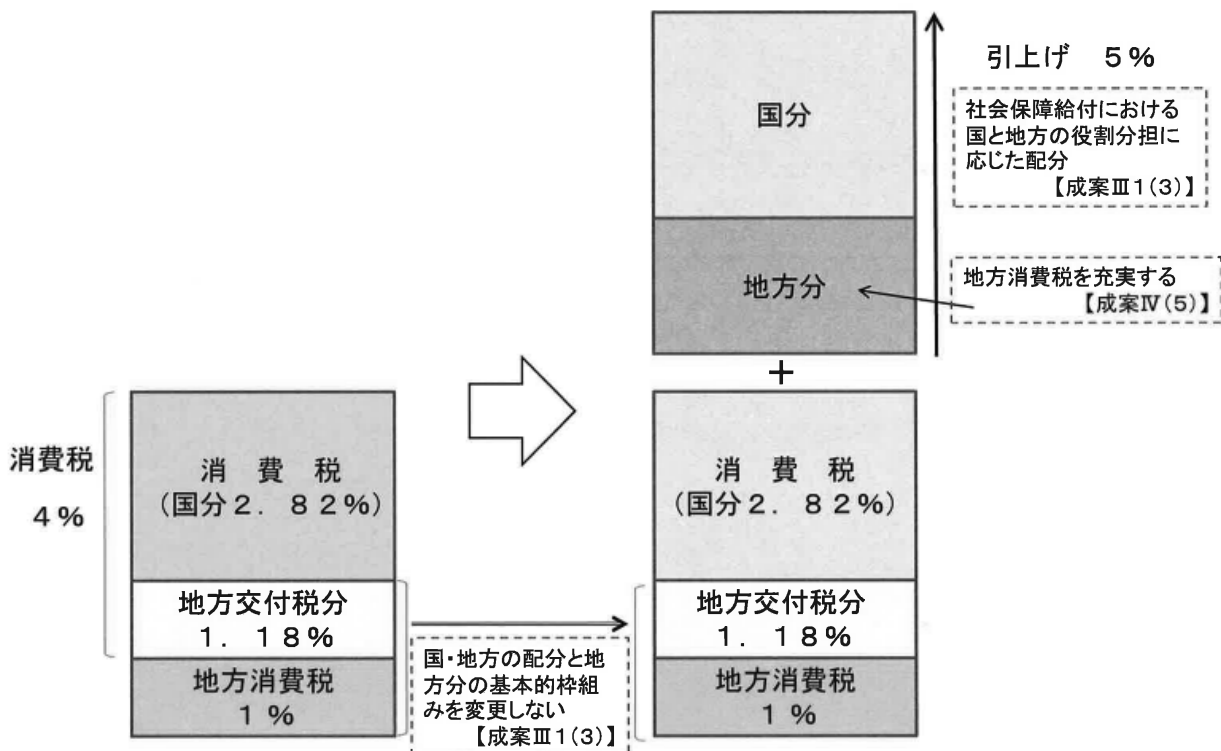 国分
引上げ　５％
社会保障給付における
国と地方の役割分担に
応じた配分
【成案Ⅲ１(３)】
地方分
地方消費税を充実する
【成案Ⅳ(５)】
＋
消費税
４％
消　費　税
（国分２．８２％）
地方交付税分
１．１８％
地方消費税
１％
国・地方の配分と地
方分の基本的枠組
みを変更しない
【成案Ⅲ１(３)】
消　費　税
（国分２．８２％）
地方交付税分
１．１８％
地方消費税
１％